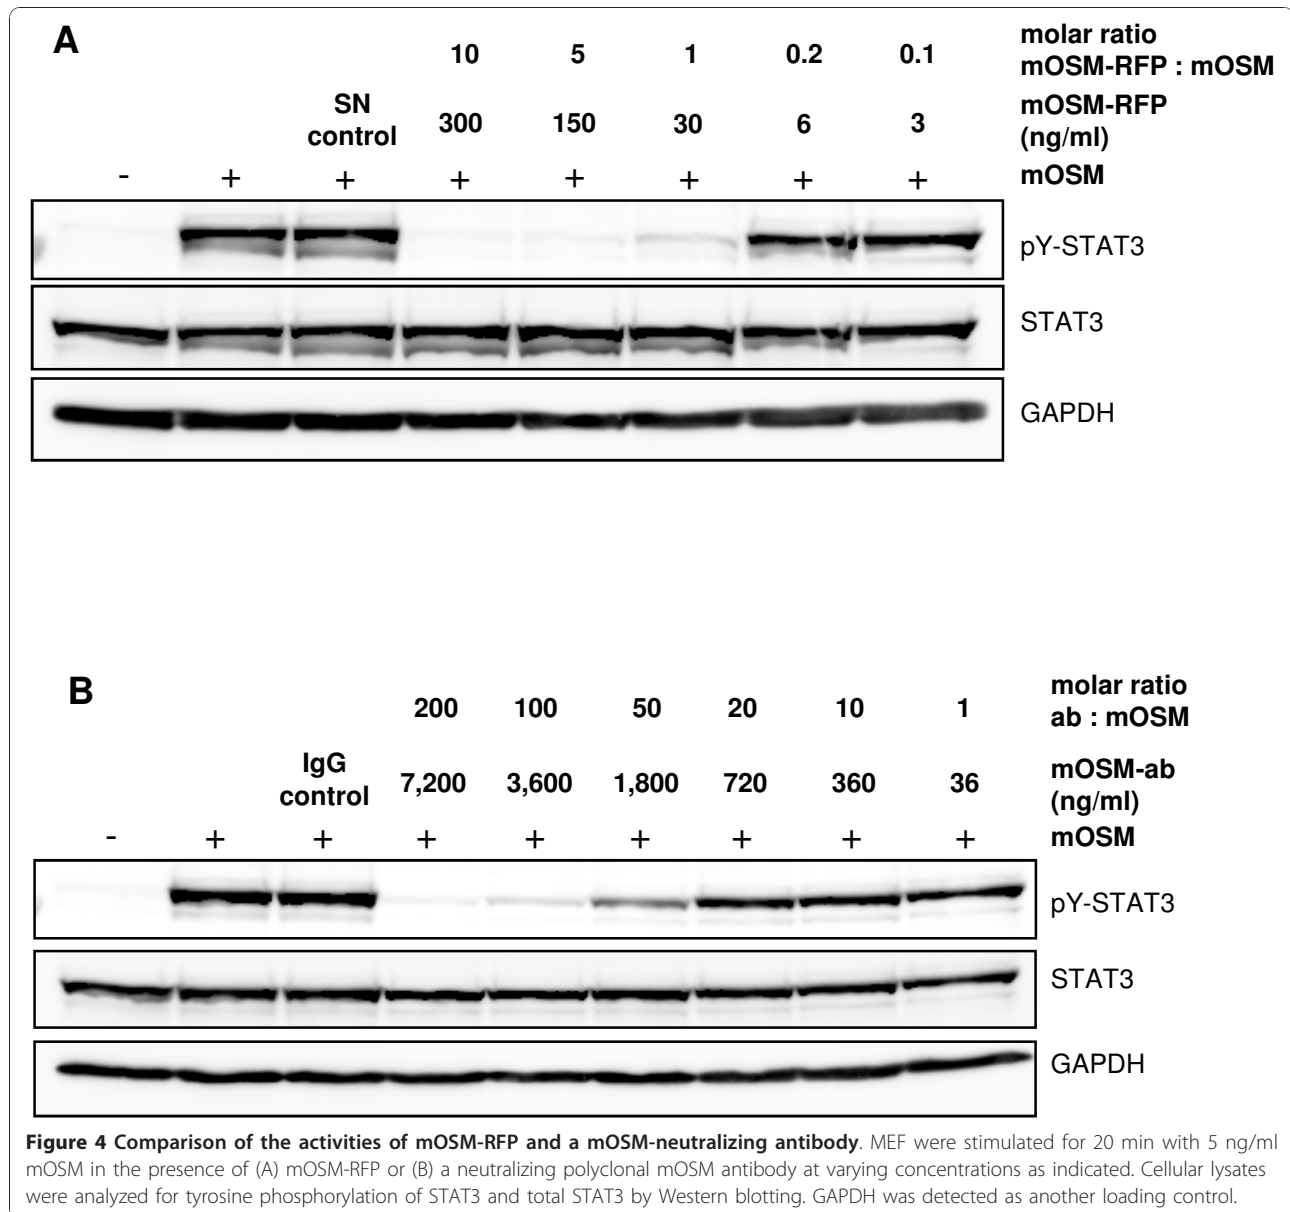 A
10 5 1 0.2 0.1 molar ratio
mOSM-RFP : mOSM
SN
control 300 150 30 6 3 mOSM-RFP
(ng/ml)
- + + + + + + + mOSM
pY-STAT3
STAT3
GAPDH
B
200 100 50 20 10 1 molar ratio
ab : mOSM
IgG
control 7,200 3,600 1,800 720 360 36 mOSM-ab
(ng/ml)
- + + + + + + + + mOSM
pY-STAT3
STAT3
GAPDH
Figure 4 Comparison of the activities of mOSM-RFP and a mOSM-neutralizing antibody. MEF were stimulated for 20 min with 5 ng/ml
mOSM in the presence of (A) mOSM-RFP or (B) a neutralizing polyclonal mOSM antibody at varying concentrations as indicated. Cellular lysates
were analyzed for tyrosine phosphorylation of STAT3 and total STAT3 by Western blotting. GAPDH was detected as another loading control.